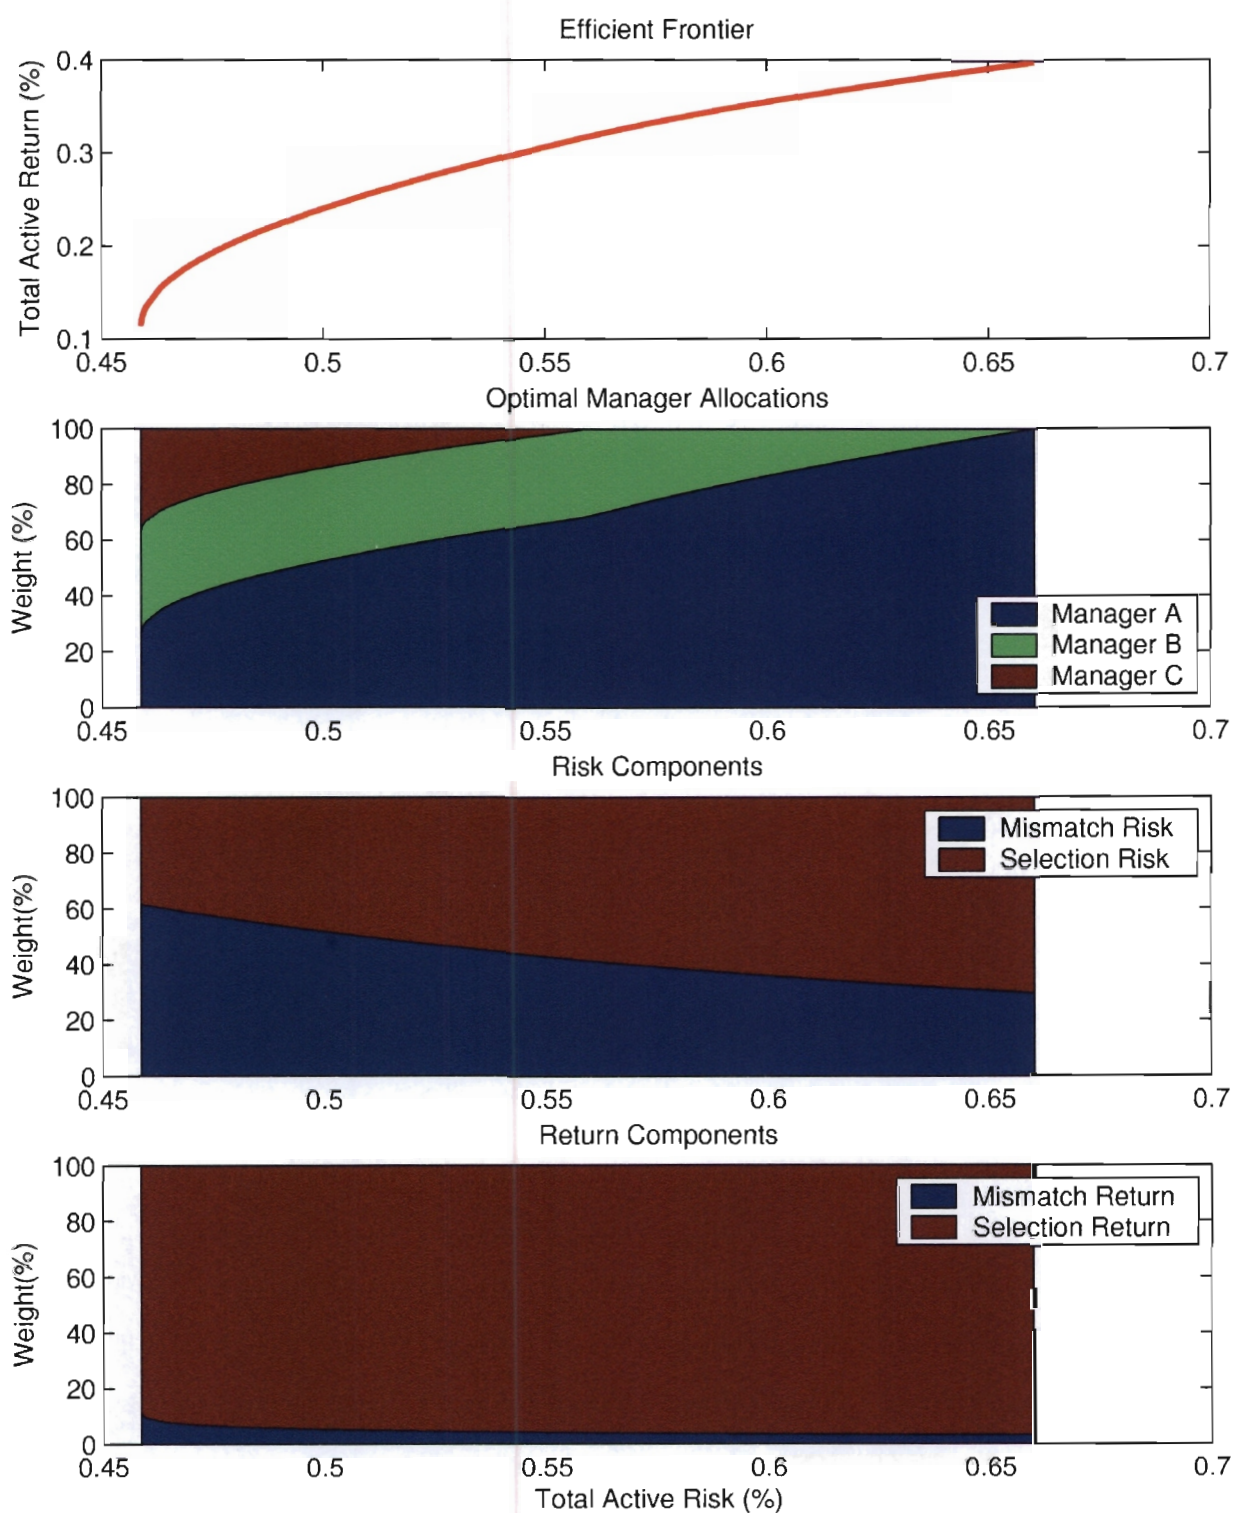 Efficient Frontier
Total Active Return (%)
0.4
0.3
0.2
0.1
0.45 0.5 0.55 0.6 0.65 0.7
Optimal Manager Allocations
Weight (%)
100
80
60
40
20
0
Manager A
Manager B
Manager C
0.45 0.5 0.55 0.6 0.65 0.7
Risk Components
Weight(%)
100
80
60
40
20
0
Mismatch Risk
Selection Risk
0.45 0.5 0.55 0.6 0.65 0.7
Return Components
Weight(%)
100
80
60
40
20
0
Mismatch Return
Selection Return
0.45 0.5 0.55 0.6 0.65 0.7
Total Active Risk (%)